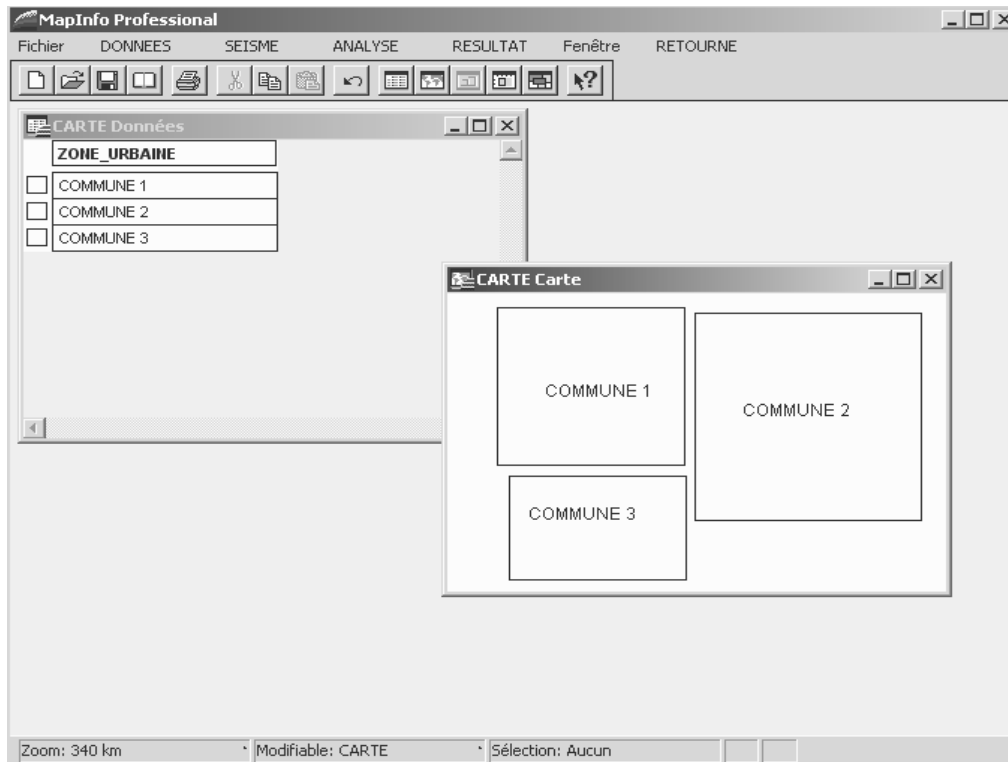 MapInfo Professional
Fichier DONNEES SEISME ANALYSE RESULTAT Fenêtre RETOURNE
CARTE Données
ZONE_URBAINE
COMMUNE 1
COMMUNE 2
COMMUNE 3
CARTE Carte
COMMUNE 1
COMMUNE 2
COMMUNE 3
Zoom: 340 km Modifiable: CARTE Sélection: Aucun